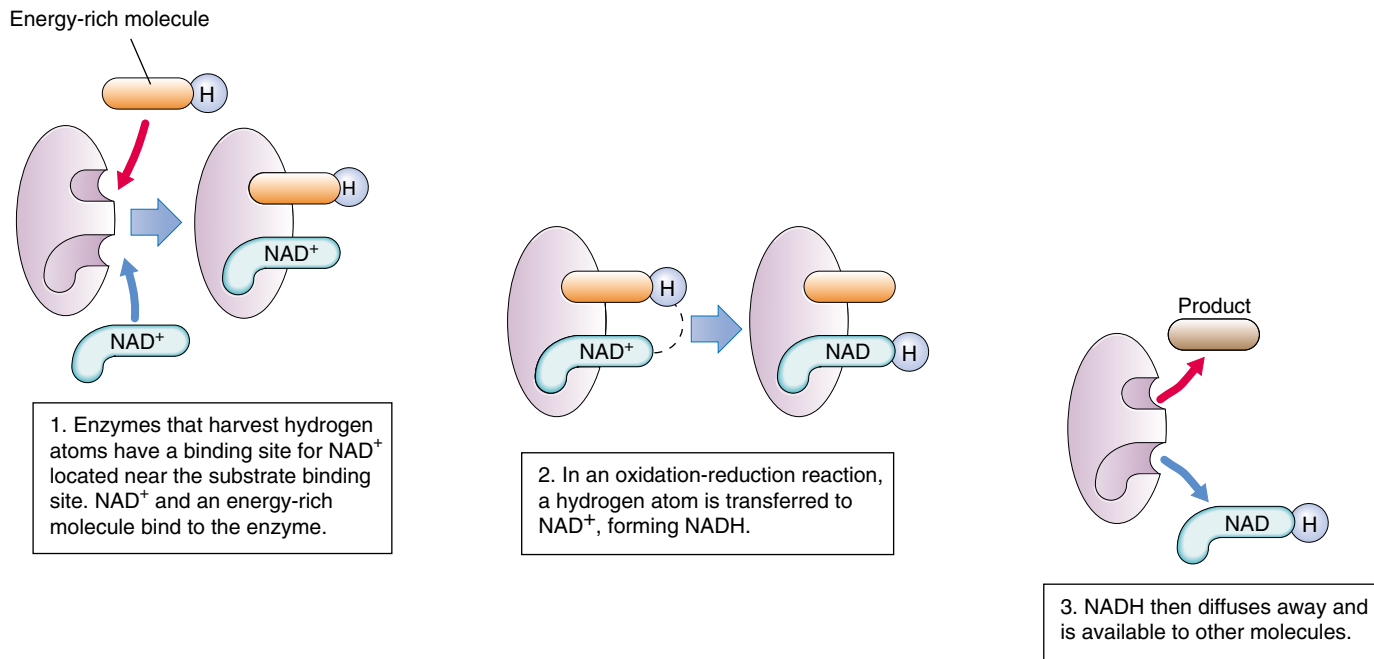 Energy-rich molecule
H
H
NAD+
NAD+
1. Enzymes that harvest hydrogen
atoms have a binding site for NAD+
located near the substrate binding
site. NAD+ and an energy-rich
molecule bind to the enzyme.
H
NAD+
NAD
H
2. In an oxidation-reduction reaction,
a hydrogen atom is transferred to
NAD+, forming NADH.
Product
NAD
H
3. NADH then diffuses away and
is available to other molecules.